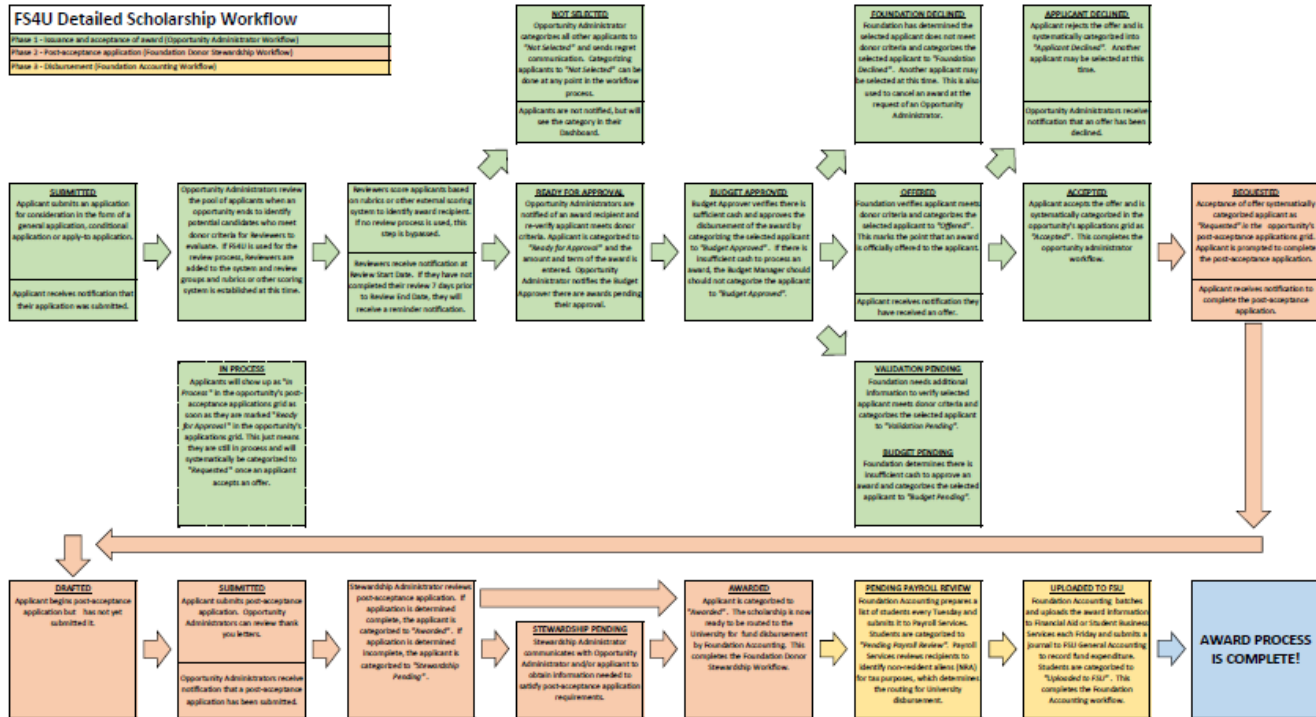 FS4U Detailed Scholarship Workflow
Phase 1 - Issuance and acceptance of award (Opportunity Administrator Workflow)
Phase 2 - Post-acceptance application (Foundation Donor Stewardship Workflow)
Phase 3 - Disbursement (Foundation Accounting Workflow)
NOT SELECTED
Opportunity Administrator
categorizes all other applicants
to "Not Selected" and sends regret
communication. Categorizing
applicants to "Not Selected" can be
done at any point in the workflow
process.
Applicants are not notified, but will
see the category in their
Dashboard.
FOUNDATION DECLINED
Foundation has determined the
selected applicant does not meet
donor criteria and categorizes the
selected applicant to "Foundation
Declined". Another applicant may
be selected at this time. This is also
used to cancel an award at the
request of an Opportunity
Administrator.
APPLICANT DECLINED
Applicant rejects the offer and is
systematically categorized into
"Applicant Declined". Another
applicant may be selected at this
time.
Opportunity Administrators receive
notification that an offer has been
declined.
SUBMITTED
Applicant submits an application
for consideration in the form of a
general application, conditional
application or apply-to application.
Applicant receives notification that
their application was submitted.
Opportunity Administrators review
the pool of applicants when an
opportunity ends to identify
potential candidates who meet
donor criteria for Reviewers to
evaluate. If FS4U is used for the
review process, Reviewers are
added to the system and review
groups and rubrics or other scoring
system is established at this time.
Reviewers score applicants based
on rubrics or other external scoring
system to identify award recipient.
If no review process is used, this
step is bypassed.
Reviewers receive notification at
Review Start Date. If they have not
completed their review 7 days prior
to Review End Date, they will
receive a reminder notification.
READY FOR APPROVAL
Opportunity Administrators are
notified of an award recipient and
re-verify applicant meets donor
criteria. Applicant is categorized to
"Ready for Approval" and the
amount and term of the award is
entered. Opportunity
Administrator notifies the Budget
Approver there are awards pending
their approval.
BUDGET APPROVED
Budget Approver verifies there is
sufficient cash and approves the
disbursement of the award by
categorizing the selected applicant
to "Budget Approved". If there is
insufficient cash to process an
award, the Budget Manager should
should not categorize the applicant
to "Budget Approved".
OFFERED
Foundation verifies applicant meets
donor criteria and categorizes the
selected applicant to "Offered".
This marks the point that an award
is officially offered to the applicant.
Applicant receives notification they
have received an offer.
ACCEPTED
Applicant accepts the offer and is
systematically categorized in the
opportunity's applications grid as
"Accepted". This completes the
opportunity administrator
workflow.
REQUESTED
Acceptance of offer systematically
categorized applicant as
"Requested" in the opportunity's
post-acceptance applications grid.
Applicant is prompted to complete
the post-acceptance application.
Applicant receives notification to
complete the post-acceptance
application.
IN PROCESS
Applicants will show up as "In
Process" in the opportunity's post-
acceptance applications grid as
soon as they are marked "Ready
for Approval" in the opportunity's
applications grid. This just means
they are still in process and will
systematically be categorized to
"Requested" once an applicant
accepts an offer.
VALIDATION PENDING
Foundation needs additional
information to verify selected
applicant meets donor criteria and
categorizes the selected applicant
to "Validation Pending".
BUDGET PENDING
Foundation determines there is
insufficient cash to approve an
award and categorizes the selected
applicant to "Budget Pending".
DRAFTED
Applicant begins post-acceptance
application but has not yet
submitted it.
SUBMITTED
Applicant submits post-acceptance
application. Opportunity
Administrators can review thank
you letters.
Opportunity Administrators receive
notification that a post-acceptance
application has been submitted.
Stewardship Administrator reviews
post-acceptance application. If
application is determined
complete, the applicant is
categorized to "Awarded". If
application is determined
incomplete, the applicant is
categorized to "Stewardship
Pending".
STEWARDSHIP PENDING
Stewardship Administrator
communicates with Opportunity
Administrator and/or applicant to
obtain information needed to
satisfy post-acceptance application
requirements.
AWARDED
Applicant is categorized to
"Awarded". The scholarship is now
ready to be routed to the
University for fund disbursement
by Foundation Accounting. This
completes the Foundation Donor
Stewardship Workflow.
PENDING PAYROLL REVIEW
Foundation Accounting prepares a
list of students every Tuesday and
submits it to Payroll Services.
Students are categorized to
"Pending Payroll Review". Payroll
Services reviews recipients to
identify non-resident aliens (NRA)
for tax purposes, which determines
the routing for University
disbursement.
UPLOADED TO FSU
Foundation Accounting batches
and uploads the award information
to Financial Aid or Student Business
Services each Friday and submits a
journal to FSU General Accounting
to record fund expenditure.
Students are categorized to
"Uploaded to FSU". This
completes the Foundation
Accounting workflow.
AWARD PROCESS
IS COMPLETE!